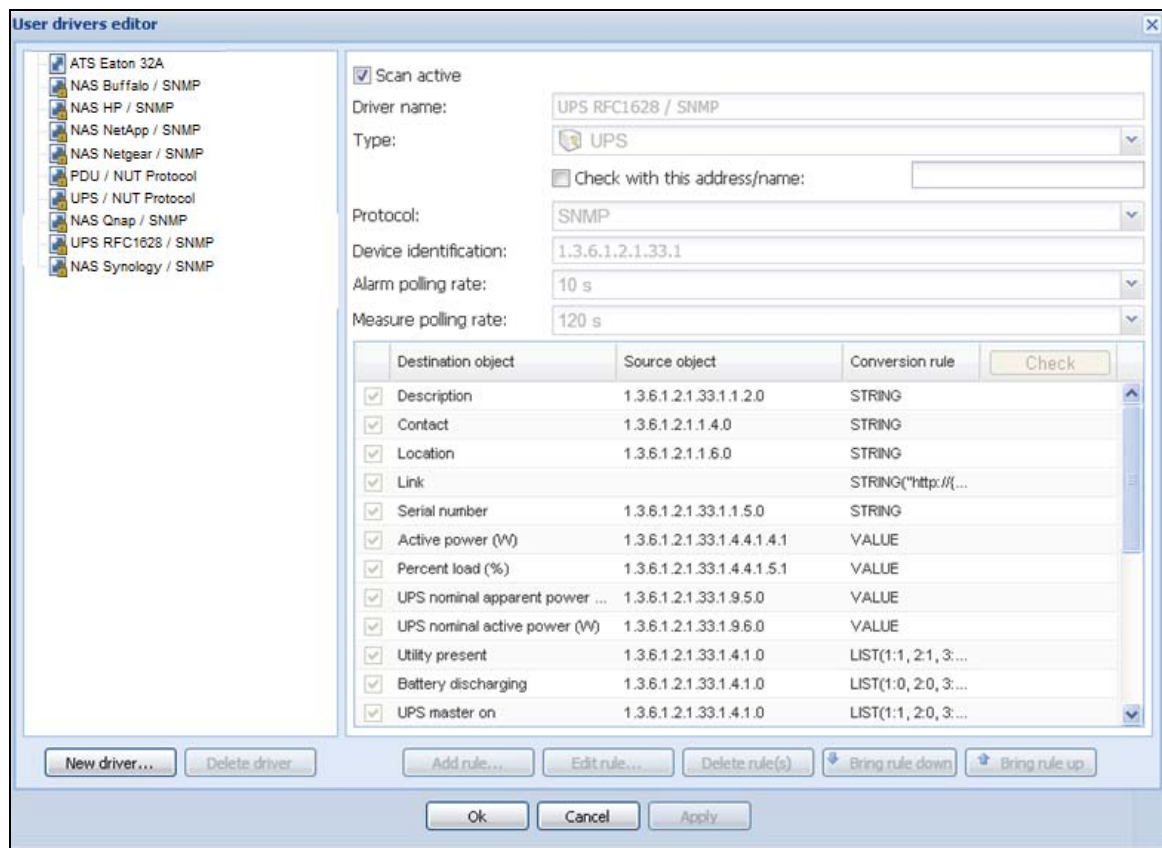 User drivers editor
ATS Eaton 32A
NAS Buffalo / SNMP
NAS HP / SNMP
NAS NetApp / SNMP
NAS Netgear / SNMP
PDU / NUT Protocol
UPS / NUT Protocol
NAS Qnap / SNMP
UPS RFC1628 / SNMP
NAS Synology / SNMP
Scan active
Driver name: UPS RFC1628 / SNMP
Type: UPS
Check with this address/name:
Protocol: SNMP
Device identification: 1.3.6.1.2.1.33.1
Alarm polling rate: 10 s
Measure polling rate: 120 s
Destination object Source object Conversion rule Check
Description 1.3.6.1.2.1.33.1.1.2.0 STRING
Contact 1.3.6.1.2.1.1.4.0 STRING
Location 1.3.6.1.2.1.1.6.0 STRING
Link STRING("http://{...
Serial number 1.3.6.1.2.1.33.1.1.5.0 STRING
Active power (W) 1.3.6.1.2.1.33.1.4.4.1.4.1 VALUE
Percent load (%) 1.3.6.1.2.1.33.1.4.4.1.5.1 VALUE
UPS nominal apparent power ... 1.3.6.1.2.1.33.1.9.5.0 VALUE
UPS nominal active power (W) 1.3.6.1.2.1.33.1.9.6.0 VALUE
Utility present 1.3.6.1.2.1.33.1.4.1.0 LIST(1:1, 2:1, 3:...
Battery discharging 1.3.6.1.2.1.33.1.4.1.0 LIST(1:0, 2:0, 3:...
UPS master on 1.3.6.1.2.1.33.1.4.1.0 LIST(1:1, 2:0, 3:...
New driver... Delete driver Add rule... Edit rule... Delete rule(s) Bring rule down Bring rule up
Ok Cancel Apply